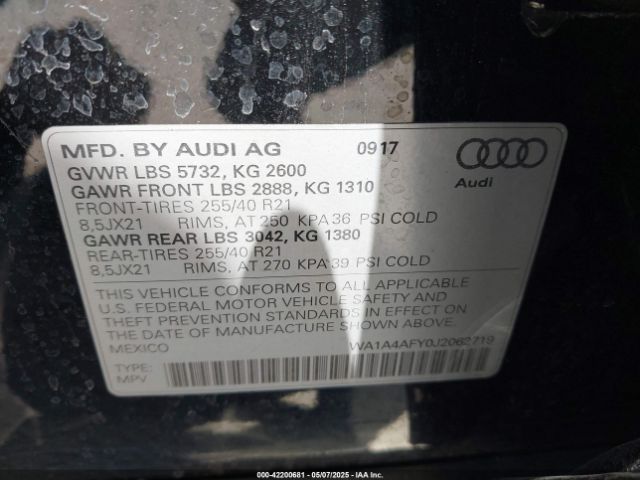 MFD. BY AUDI AG 0917
GVWR LBS 5732, KG 2600
GAWR FRONT LBS 2888, KG 1310
FRONT-TIRES 255/40 R21
8,5JX21 RIMS, AT 250 KPA 36 PSI COLD
GAWR REAR LBS 3042, KG 1380
REAR-TIRES 255/40 R21
8,5JX21 RIMS, AT 270 KPA 39 PSI COLD
Audi
THIS VEHICLE CONFORMS TO ALL APPLICABLE
U.S. FEDERAL MOTOR VEHICLE SAFETY AND
THEFT PREVENTION STANDARDS IN EFFECT ON
THE DATE OF MANUFACTURE SHOWN ABOVE.
MEXICO WA1A4AFY0J2062719
TYPE:
MPV
000-42200681 - 05/07/2025 - IAA Inc.